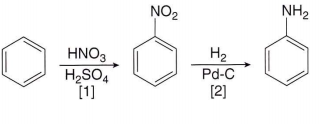 NO₂
NH₂
HNO₃
H₂SO₄
[1]
H₂
Pd-C
[2]